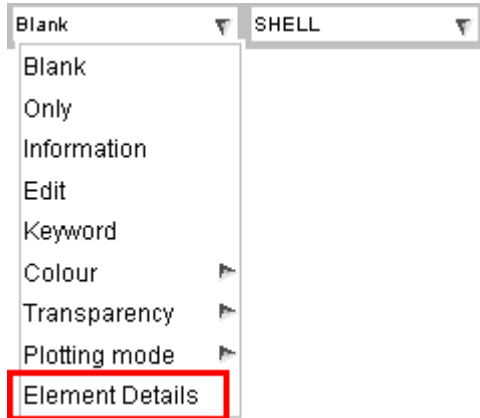 Blank SHELL
Blank
Only
Information
Edit
Keyword
Colour
Transparency
Plotting mode
Element Details